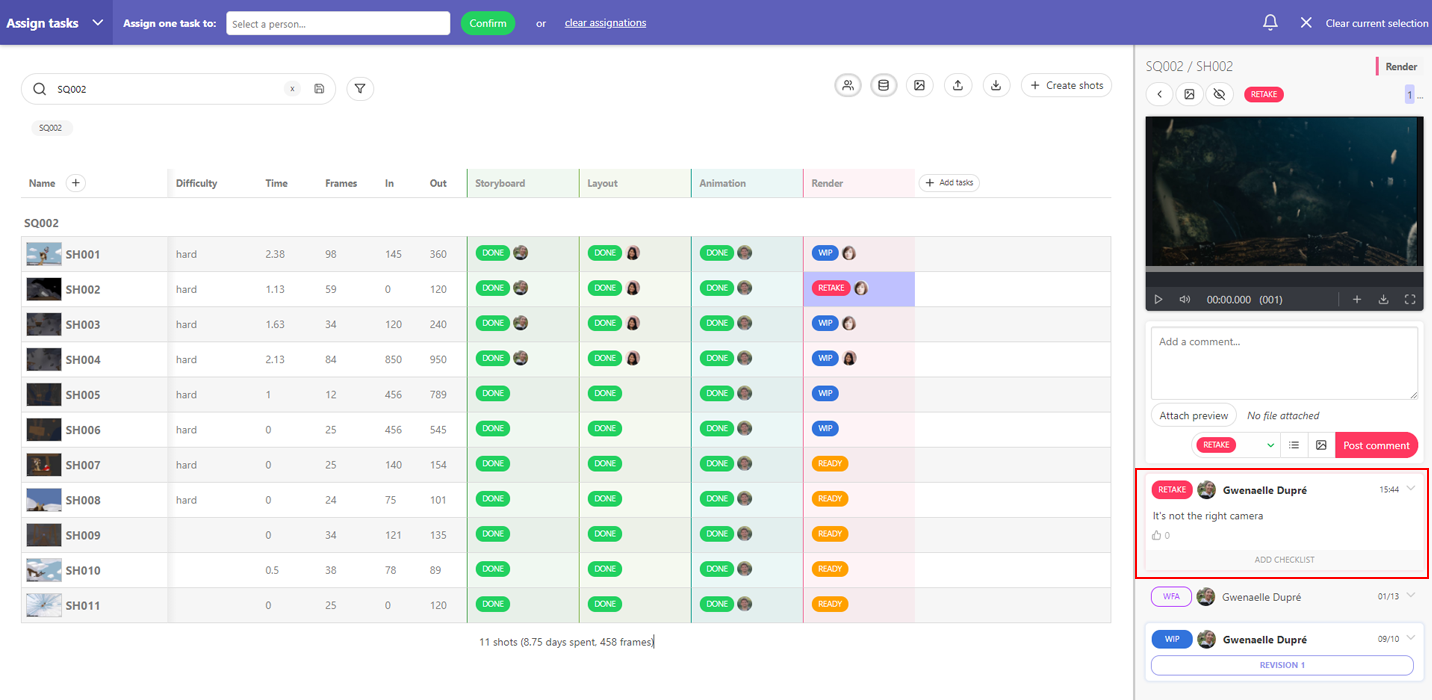 Assign tasks Assign one task to: Select a person... Confirm or clear assignations Clear current selection
SQ002 x Create shots
SQ002
Name Difficulty Time Frames In Out Storyboard Layout Animation Render Add tasks
SQ002
SH001 hard 2.38 98 145 360 DONE DONE DONE WIP
SH002 hard 1.13 59 0 120 DONE DONE DONE RETAKE
SH003 hard 1.63 34 120 240 DONE DONE DONE WIP
SH004 hard 2.13 84 850 950 DONE DONE DONE WIP
SH005 hard 1 12 456 789 DONE DONE DONE WIP
SH006 hard 0 25 456 545 DONE DONE DONE WIP
SH007 hard 0 25 140 154 DONE DONE DONE READY
SH008 hard 0 24 75 101 DONE DONE DONE READY
SH009 0 34 121 135 DONE DONE DONE READY
SH010 0.5 38 78 89 DONE DONE DONE READY
SH011 0 25 0 120 DONE DONE DONE READY
11 shots (8.75 days spent, 458 frames)
SQ002 / SH002 Render
RETAKE 1 ...
00:00.000 (001)
Add a comment...
Attach preview No file attached
RETAKE Post comment
RETAKE Gwenaelle Dupré 15:44
It's not the right camera
0
ADD CHECKLIST
WFA Gwenaelle Dupré 01/13
WIP Gwenaelle Dupré 09/10
REVISION 1